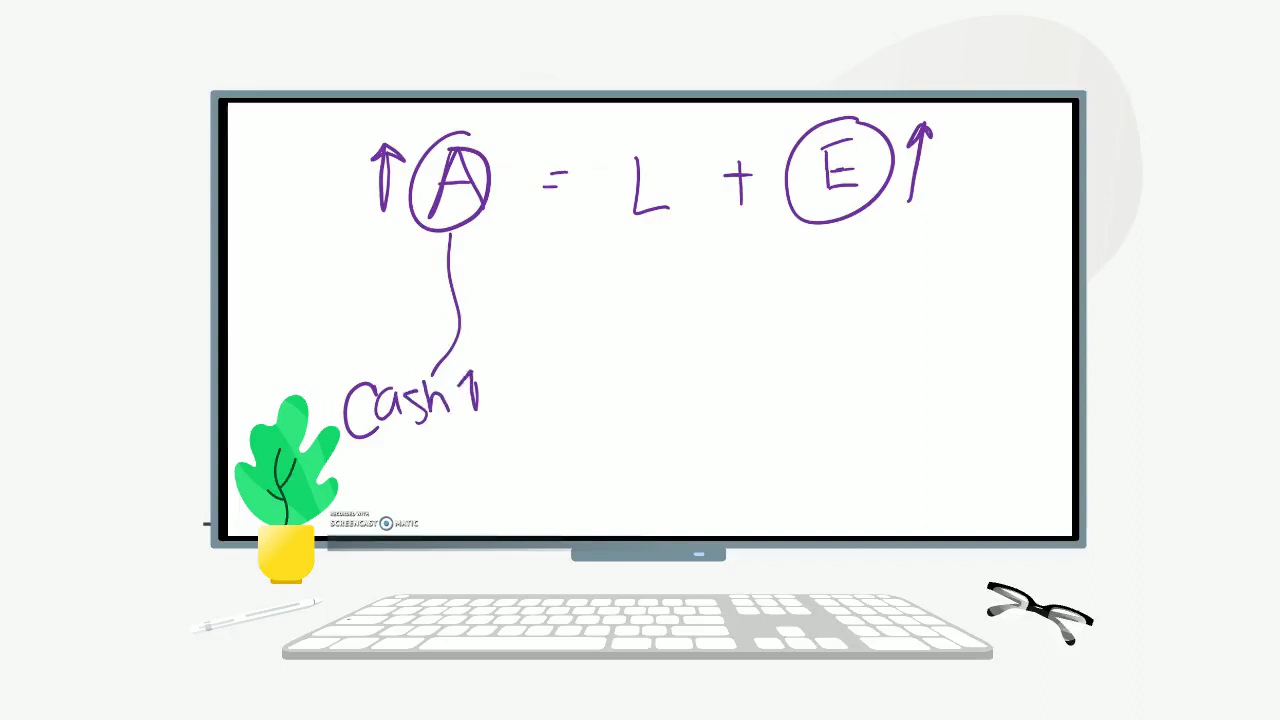 ↑ A = L + E ↑
Cash ↑
RECORDED WITH
SCREENCAST MATIC